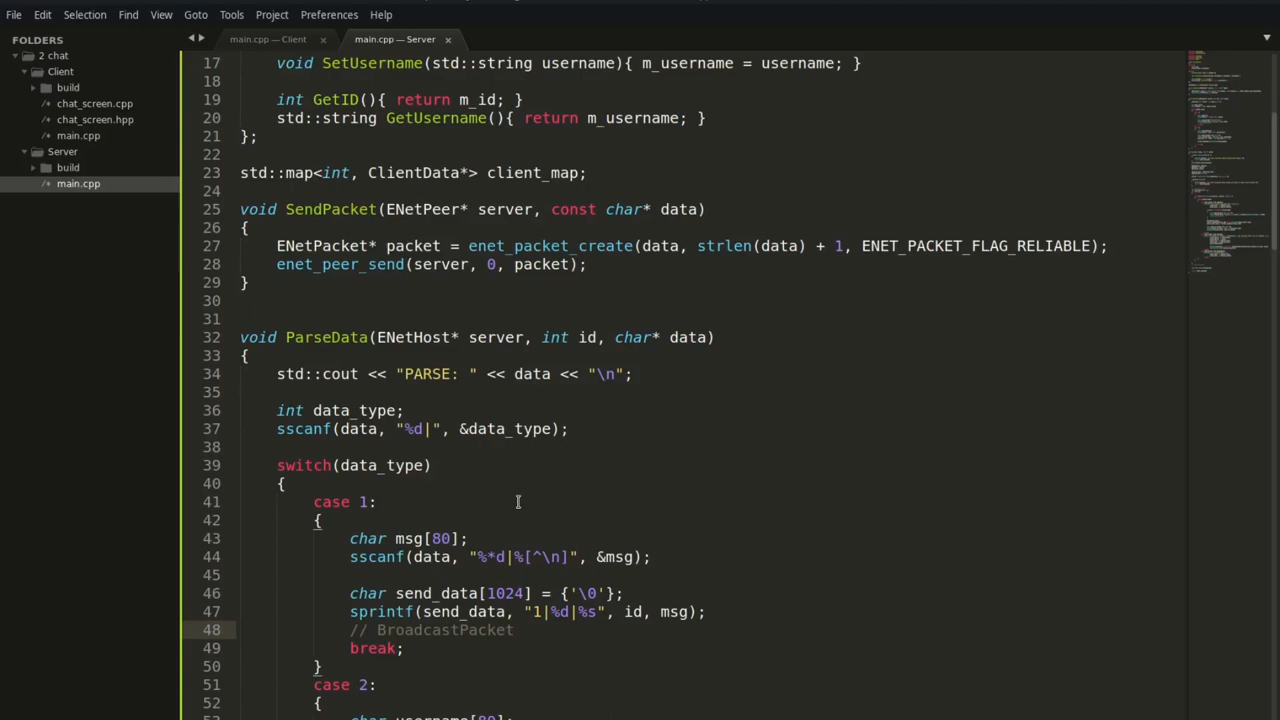 File Edit Selection Find View Goto Tools Project Preferences Help
FOLDERS
2 chat
Client
build
chat_screen.cpp
chat_screen.hpp
main.cpp
Server
build
main.cpp
main.cpp — Client
main.cpp — Server
17 void SetUsername(std::string username){ m_username = username; }
18
19 int GetID(){ return m_id; }
20 std::string GetUsername(){ return m_username; }
21 };
22
23 std::map<int, ClientData*> client_map;
24
25 void SendPacket(ENetPeer* server, const char* data)
26 {
27 ENetPacket* packet = enet_packet_create(data, strlen(data) + 1, ENET_PACKET_FLAG_RELIABLE);
28 enet_peer_send(server, 0, packet);
29 }
30
31
32 void ParseData(ENetHost* server, int id, char* data)
33 {
34 std::cout << "PARSE: " << data << "\n";
35
36 int data_type;
37 sscanf(data, "%d|", &data_type);
38
39 switch(data_type)
40 {
41 case 1:
42 {
43 char msg[80];
44 sscanf(data, "%*d|%[^\n]", &msg);
45
46 char send_data[1024] = {'\0'};
47 sprintf(send_data, "1|%d|%s", id, msg);
48 // BroadcastPacket
49 break;
50 }
51 case 2:
52 {